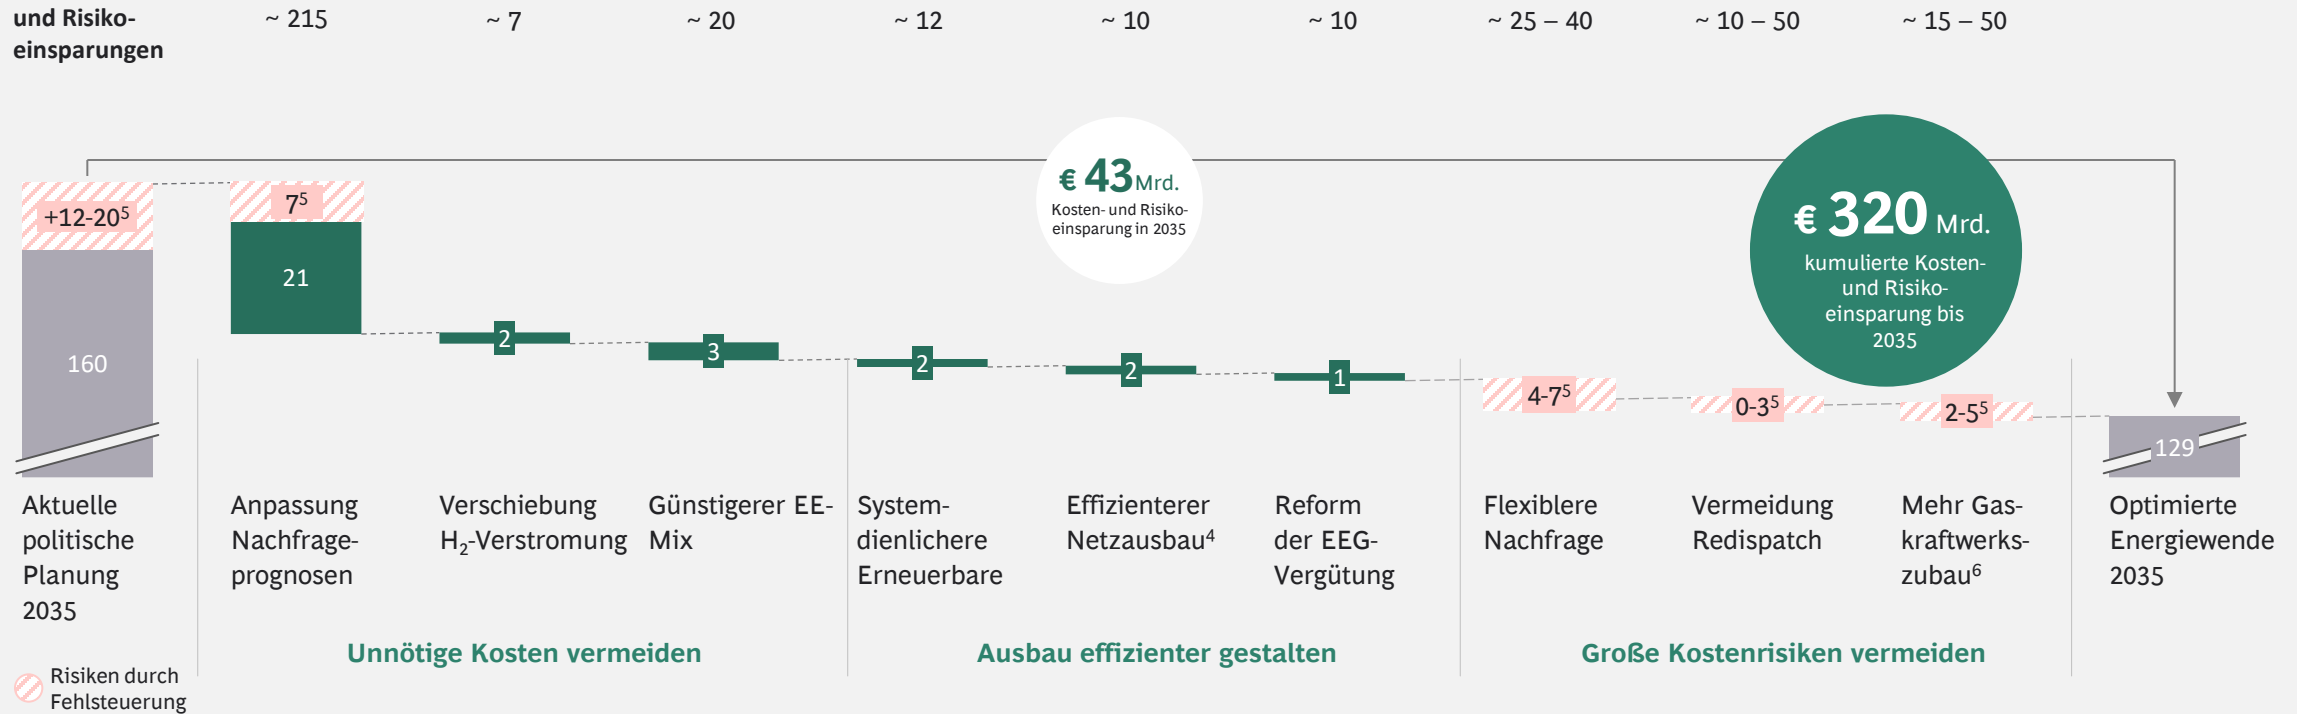 und Risiko-
einsparungen
~ 215
~ 7
~ 20
~ 12
~ 10
~ 10
~ 25 – 40
~ 10 – 50
~ 15 – 50
€ 43 Mrd.
Kosten- und Risiko-
einsparung in 2035
€ 320 Mrd.
kumulierte Kosten-
und Risiko-
einsparung bis
2035
+12-20⁵
160
7⁵
21
2
3
2
2
1
4-7⁵
0-3⁵
2-5⁵
129
Aktuelle
politische
Planung
2035
Anpassung
Nachfrage-
prognosen
Verschiebung
H₂-Verstromung
Günstigerer EE-
Mix
System-
dienlichere
Erneuerbare
Effizienterer
Netzausbau⁴
Reform
der EEG-
Vergütung
Flexiblere
Nachfrage
Vermeidung
Redispatch
Mehr Gas-
kraftwerks-
zubau⁶
Optimierte
Energiewende
2035
Unnötige Kosten vermeiden
Ausbau effizienter gestalten
Große Kostenrisiken vermeiden
Risiken durch
Fehlsteuerung